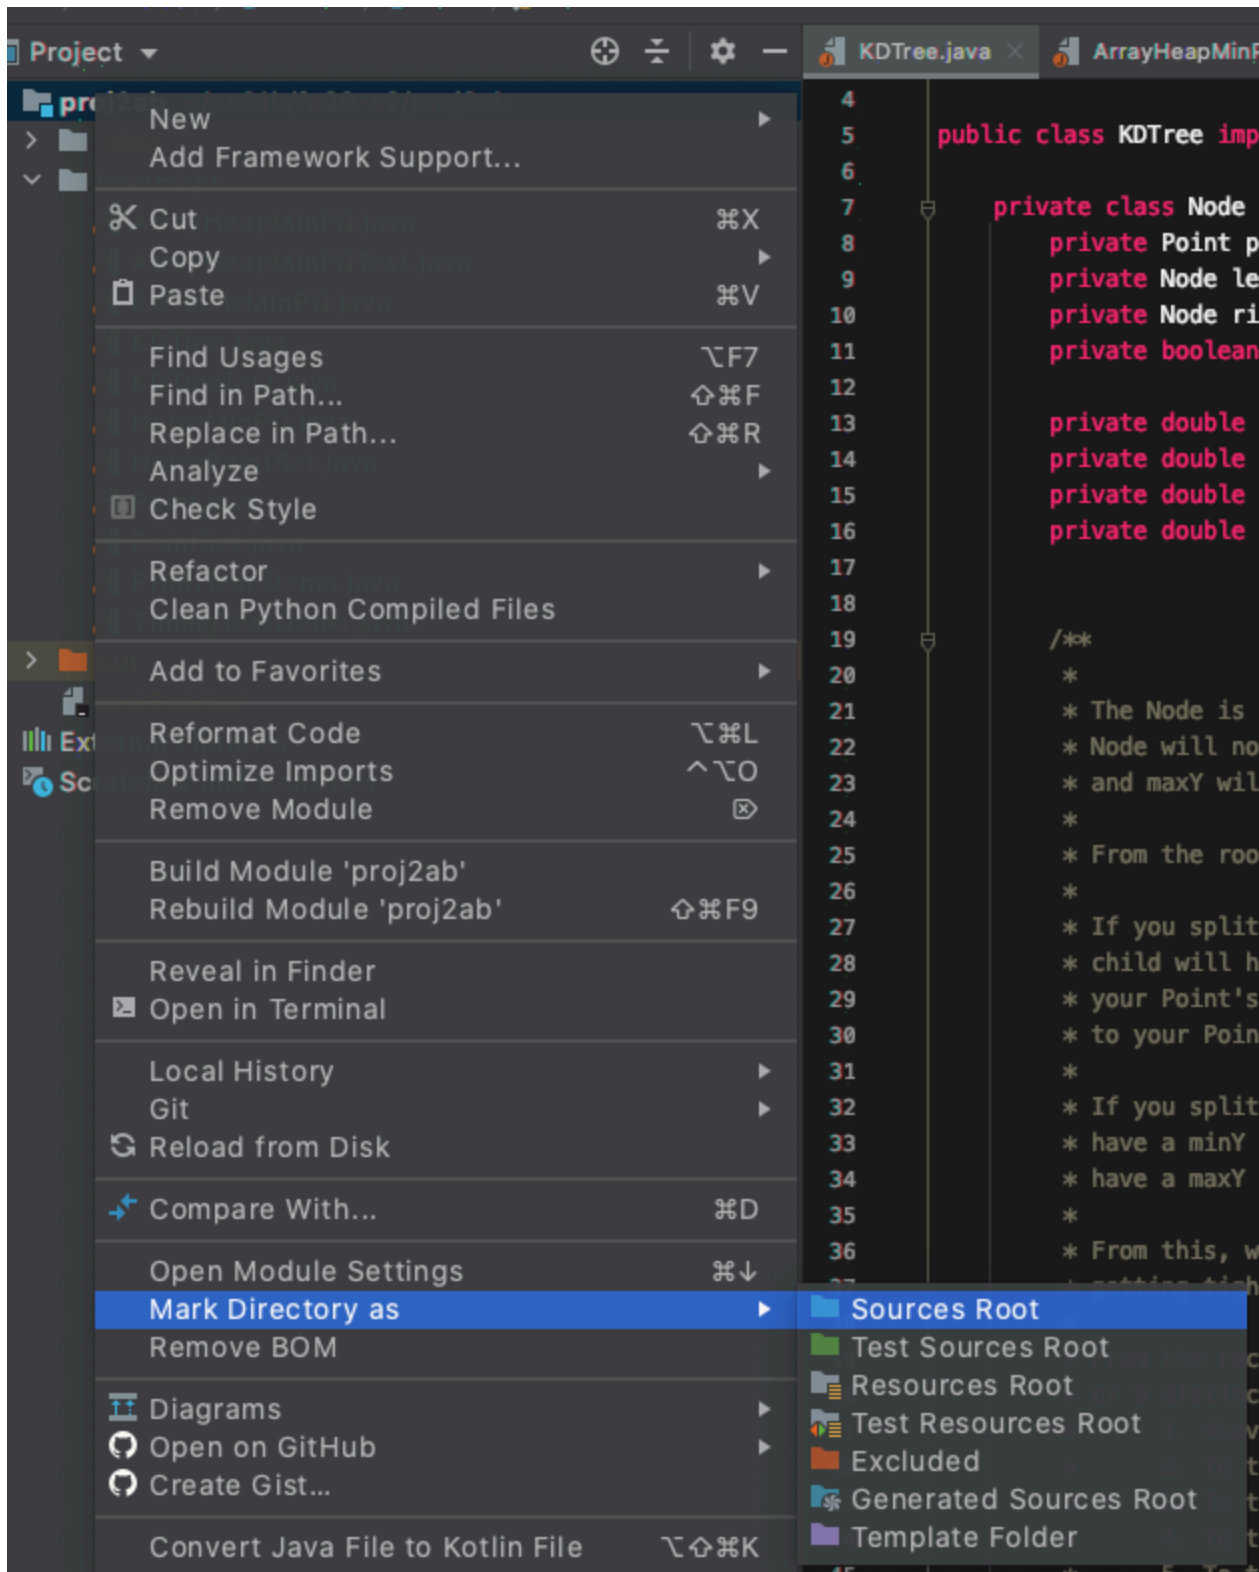 Project
KDTree.java
ArrayHeapMinP
proj2ab ~/cs61b/fa20-s2/proj2ab
New
Add Framework Support...
Cut ⌘X
Copy
Paste ⌘V
Find Usages ⌥F7
Find in Path... ⇧⌘F
Replace in Path... ⇧⌘R
Analyze
Check Style
Refactor
Clean Python Compiled Files
Add to Favorites
Reformat Code ⌥⌘L
Optimize Imports ^⌥O
Remove Module ⌦
Build Module 'proj2ab'
Rebuild Module 'proj2ab' ⇧⌘F9
Reveal in Finder
Open in Terminal
Local History
Git
Reload from Disk
Compare With... ⌘D
Open Module Settings ⌘↓
Mark Directory as
Remove BOM
Diagrams
Open on GitHub
Create Gist...
Convert Java File to Kotlin File ⌥⇧⌘K
Ext
Sc
Sources Root
Test Sources Root
Resources Root
Test Resources Root
Excluded
Generated Sources Root
Template Folder
4
5 public class KDTree imp
6
7 private class Node
8 private Point p
9 private Node le
10 private Node ri
11 private boolean
12
13 private double
14 private double
15 private double
16 private double
17
18
19 /**
20 *
21 * The Node is
22 * Node will no
23 * and maxY wil
24 *
25 * From the roo
26 *
27 * If you split
28 * child will h
29 * your Point's
30 * to your Poin
31 *
32 * If you split
33 * have a minY
34 * have a maxY
35 *
36 * From this, w